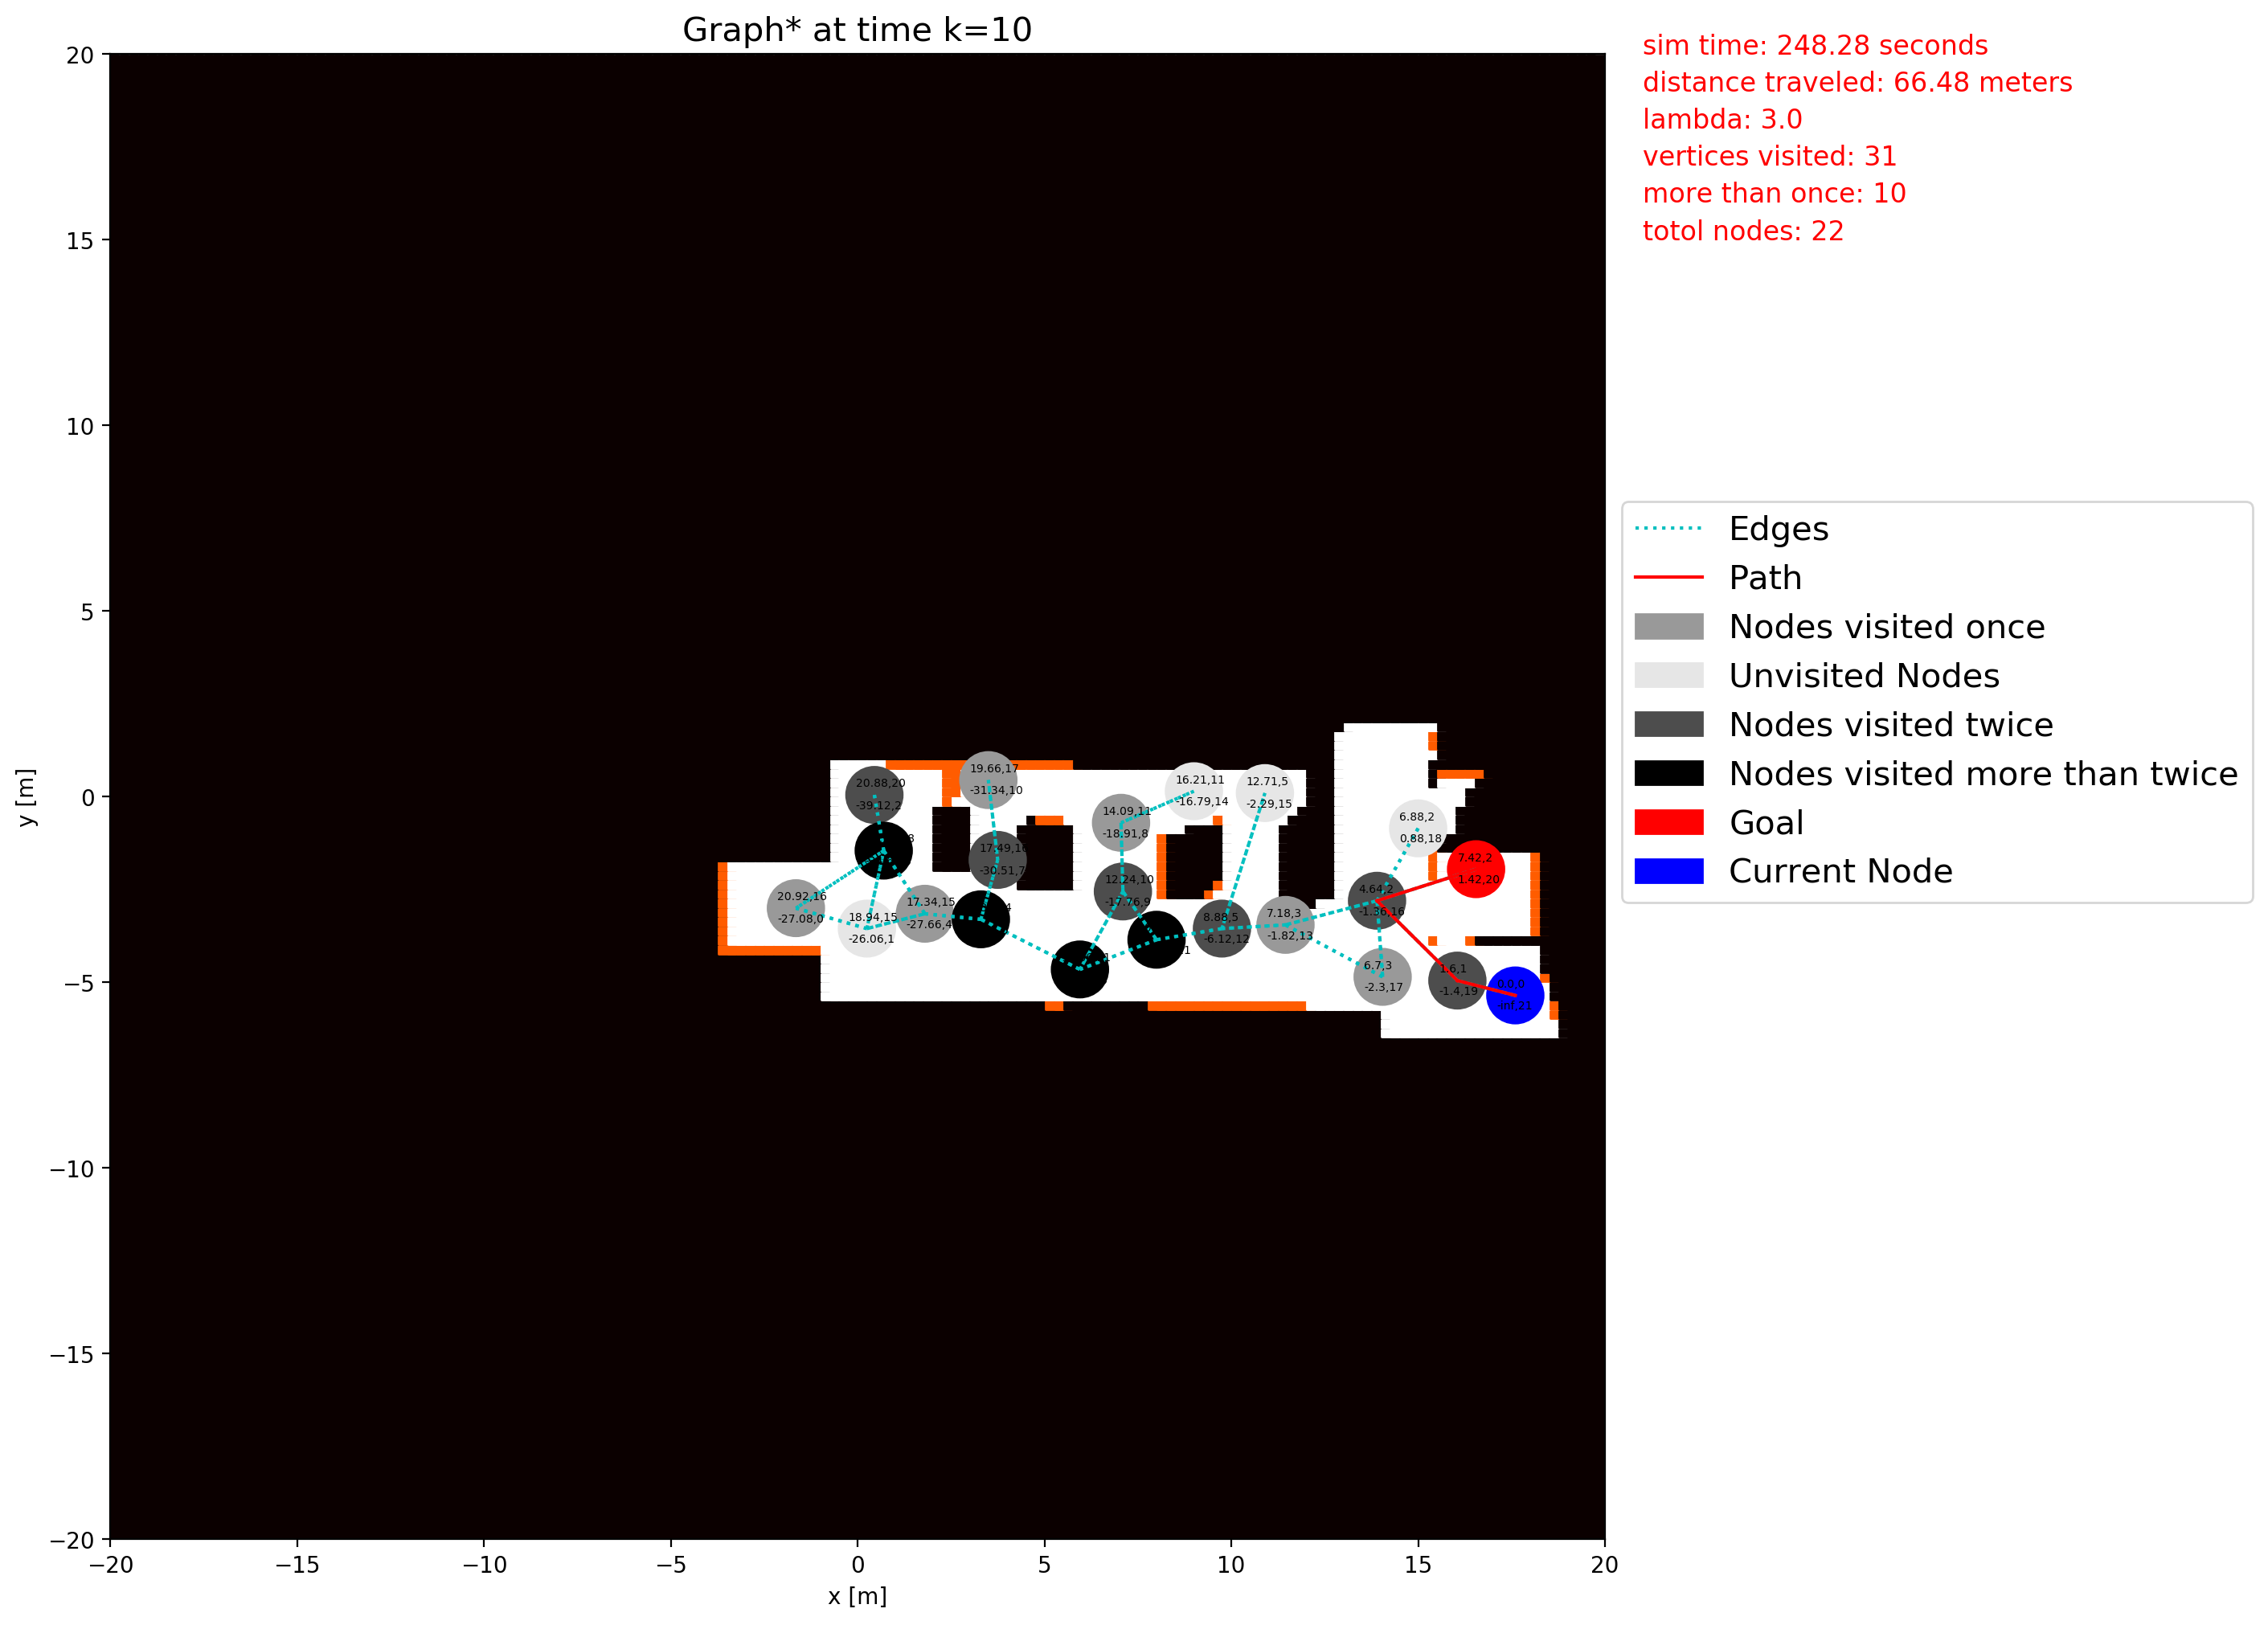 Graph* at time k=10
sim time: 248.28 seconds
distance traveled: 66.48 meters
lambda: 3.0
vertices visited: 31
more than once: 10
totol nodes: 22
20
15
10
5
0
−5
−10
−15
−20
y [m]
−20
−15
−10
−5
0
5
10
15
20
x [m]
Edges
Path
Nodes visited once
Unvisited Nodes
Nodes visited twice
Nodes visited more than twice
Goal
Current Node
20.88,20
-39.12,2
19.66,17
-31.34,10
16.21,11
-16.79,14
12.71,5
-2.29,15
14.09,11
-18.91,8
6.88,2
0.88,18
17.49,16
-30.51,7
7.42,2
1.42,20
20.92,16
-27.08,0
18.94,15
-26.06,1
17.34,15
-27.66,4
12.24,10
-17.76,9
8.88,5
-6.12,12
7.18,3
-1.82,13
4.64,2
-1.36,16
6.7,3
-2.3,17
1.6,1
-1.4,19
0.0,0
-inf,21